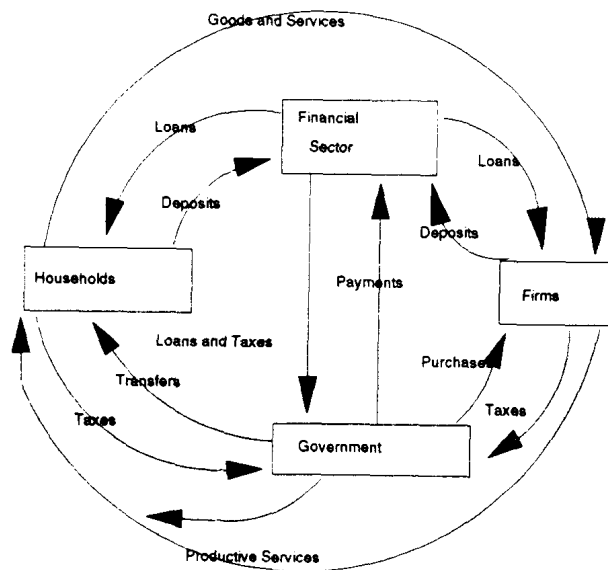 Goods and Services
Financial
Sector
Loans
Loans
Deposits
Deposits
Households
Payments
Firms
Loans and Taxes
Purchases
Transfers
Taxes
Taxes
Government
Productive Services